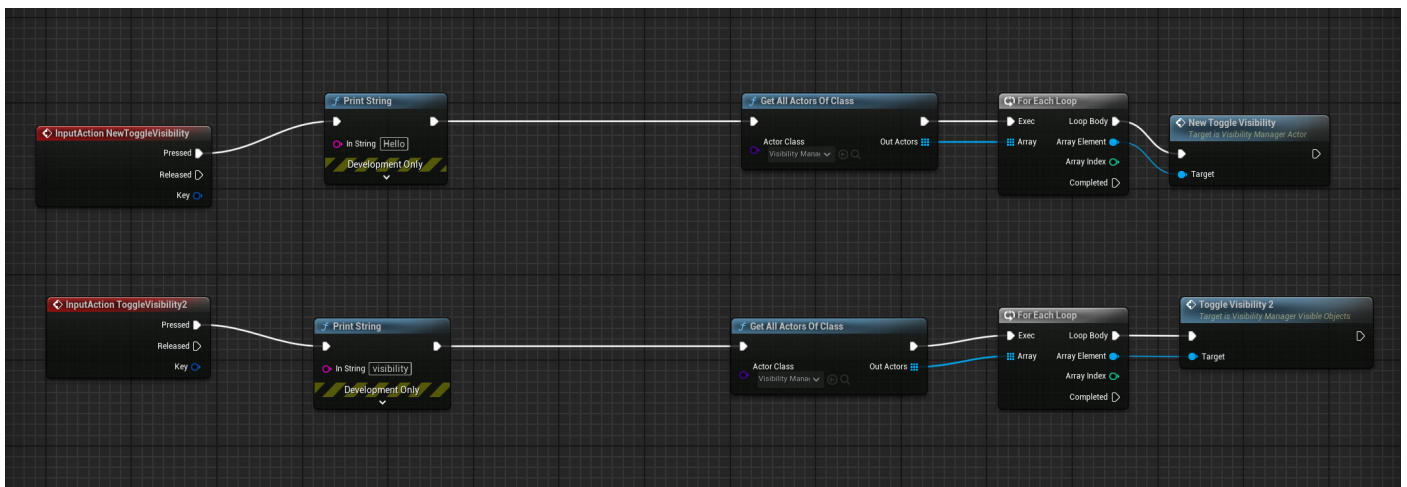 InputAction NewToggleVisibility
Pressed
Released
Key
f Print String
In String Hello
Development Only
f Get All Actors Of Class
Actor Class
Visibility Mana
Out Actors
For Each Loop
Exec
Loop Body
Array
Array Element
Array Index
Completed
New Toggle Visibility
Target is Visibility Manager Actor
Target
InputAction ToggleVisibility2
Pressed
Released
Key
f Print String
In String visibility
Development Only
f Get All Actors Of Class
Actor Class
Visibility Mana
Out Actors
For Each Loop
Exec
Loop Body
Array
Array Element
Array Index
Completed
Toggle Visibility 2
Target is Visibility Manager Visible Objects
Target